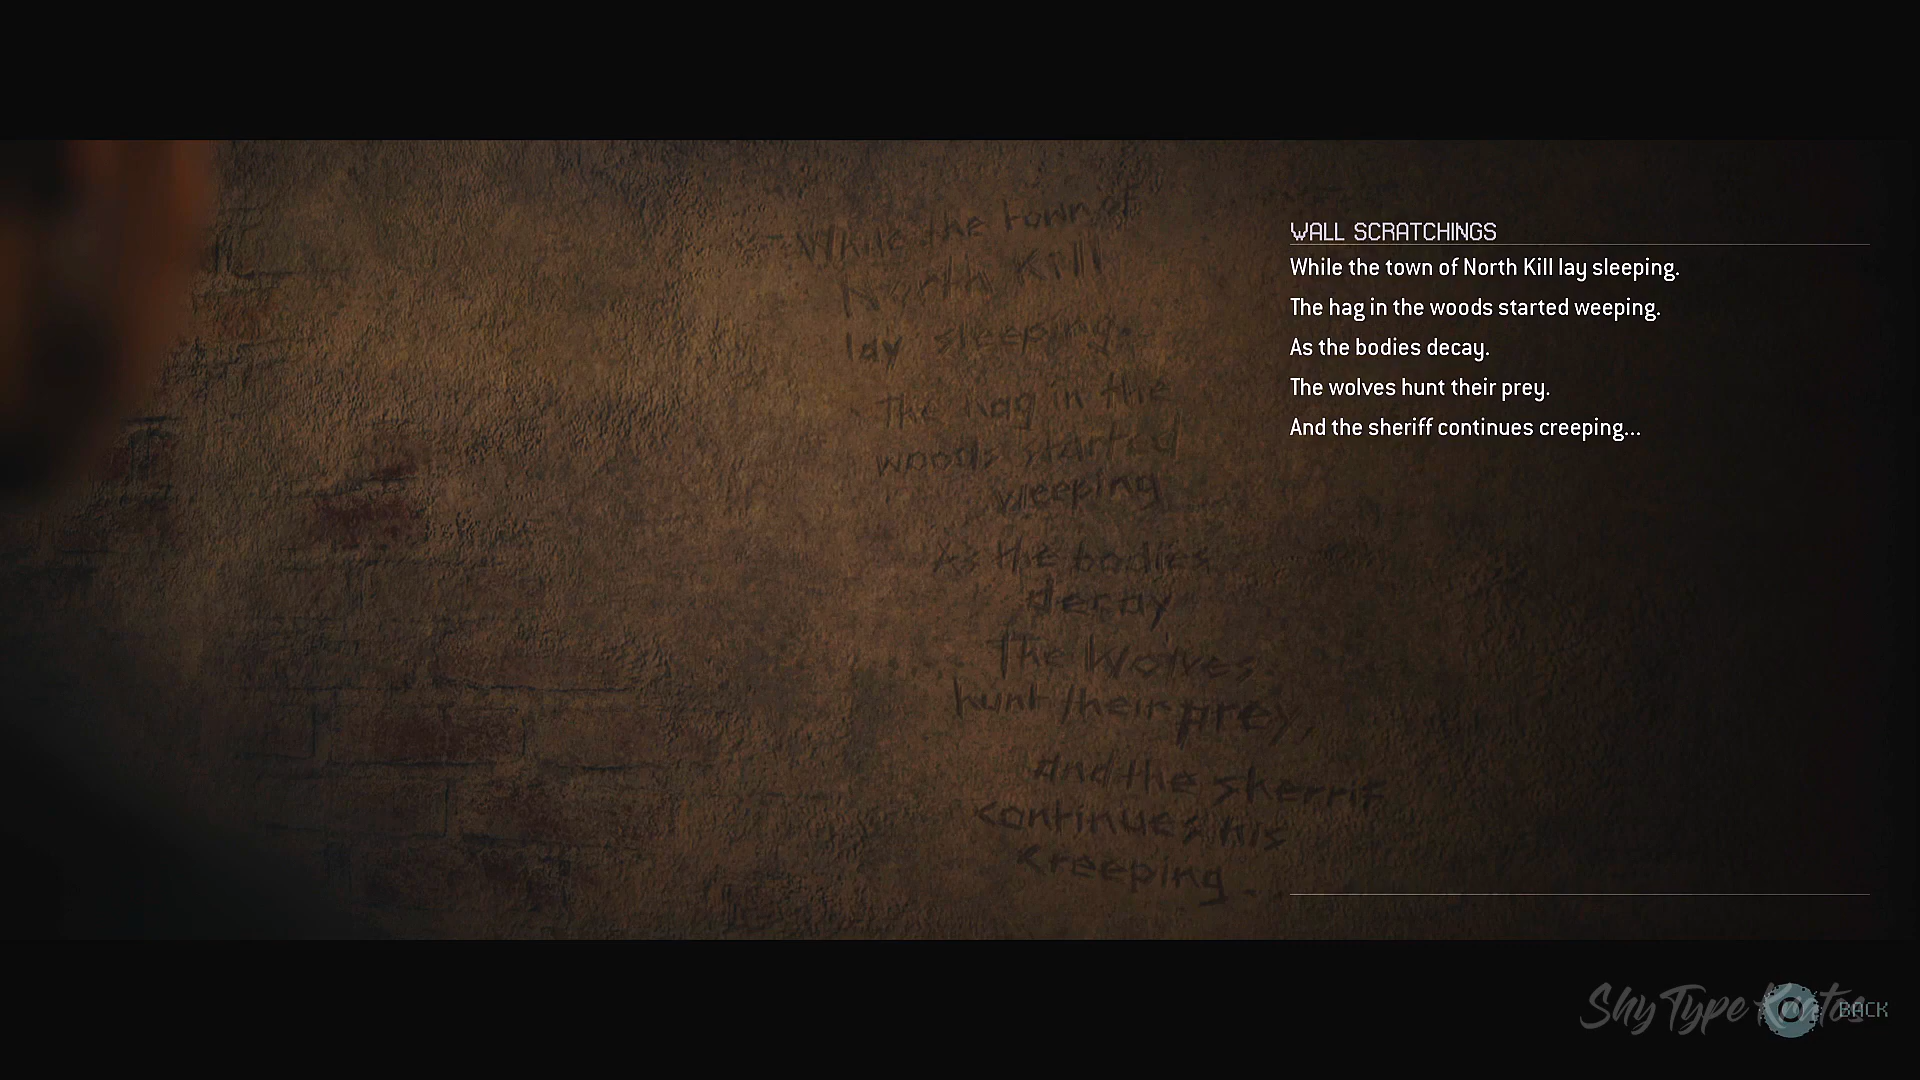 While the town of
North Kill
lay sleeping.
The hag in the
woods started
weeping
As the bodies
decay
The Wolves
hunt their prey,
And the sherrif
continues his
creeping...
WALL SCRATCHINGS
While the town of North Kill lay sleeping.
The hag in the woods started weeping.
As the bodies decay.
The wolves hunt their prey.
And the sheriff continues creeping...
Shy Type Kratos
BACK